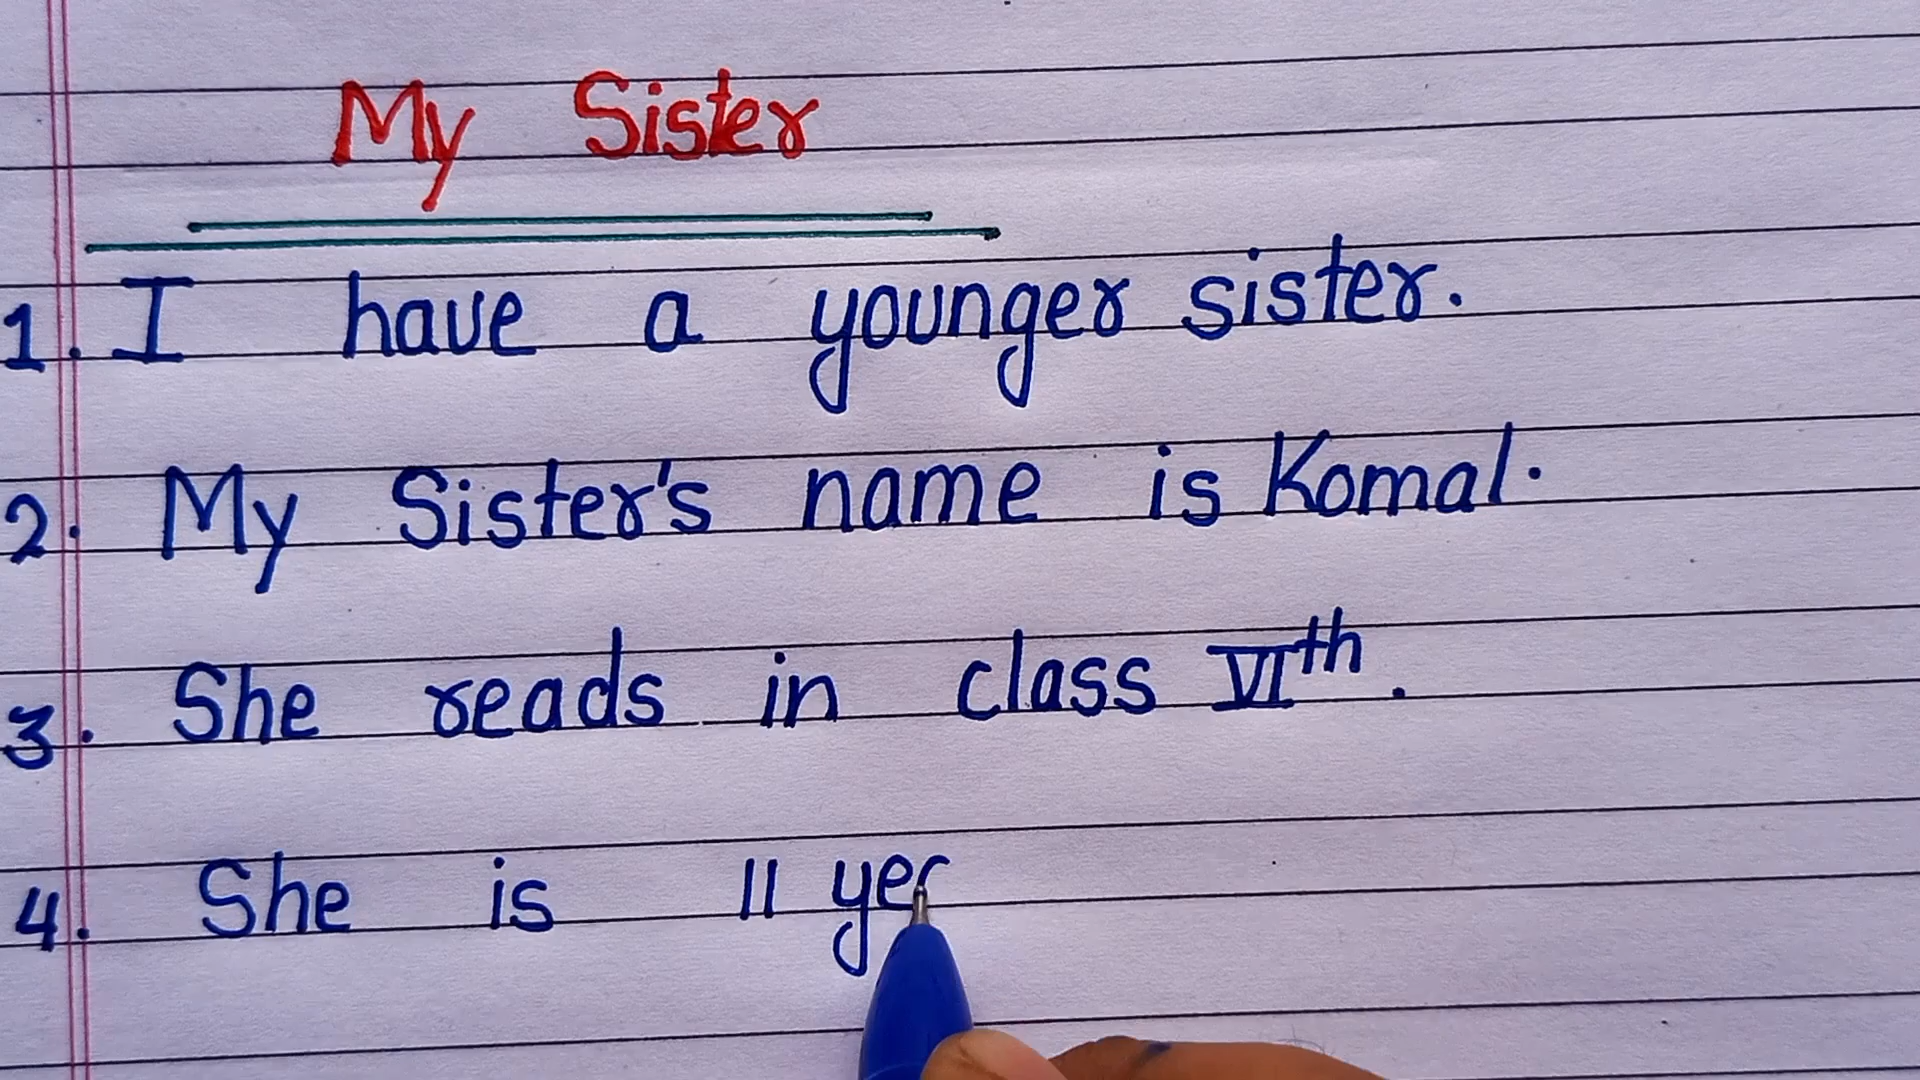 My Sister
1. I have a younger sister.
2. My Sister's name is Komal.
3. She reads in class VIth.
4. She is 11